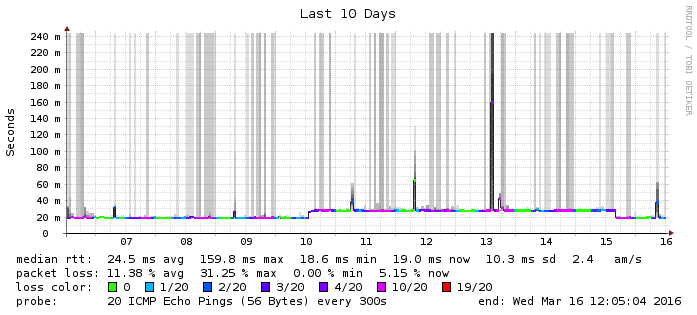 Last 10 Days
RRDTOOL / TOBI OETIKER
Seconds
240 m
220 m
200 m
180 m
160 m
140 m
120 m
100 m
80 m
60 m
40 m
20 m
0
07 08 09 10 11 12 13 14 15 16
median rtt: 24.5 ms avg 159.8 ms max 18.6 ms min 19.0 ms now 10.3 ms sd 2.4 am/s
packet loss: 11.38 % avg 31.25 % max 0.00 % min 5.15 % now
loss color: 0 1/20 2/20 3/20 4/20 10/20 19/20
probe: 20 ICMP Echo Pings (56 Bytes) every 300s end: Wed Mar 16 12:05:04 2016